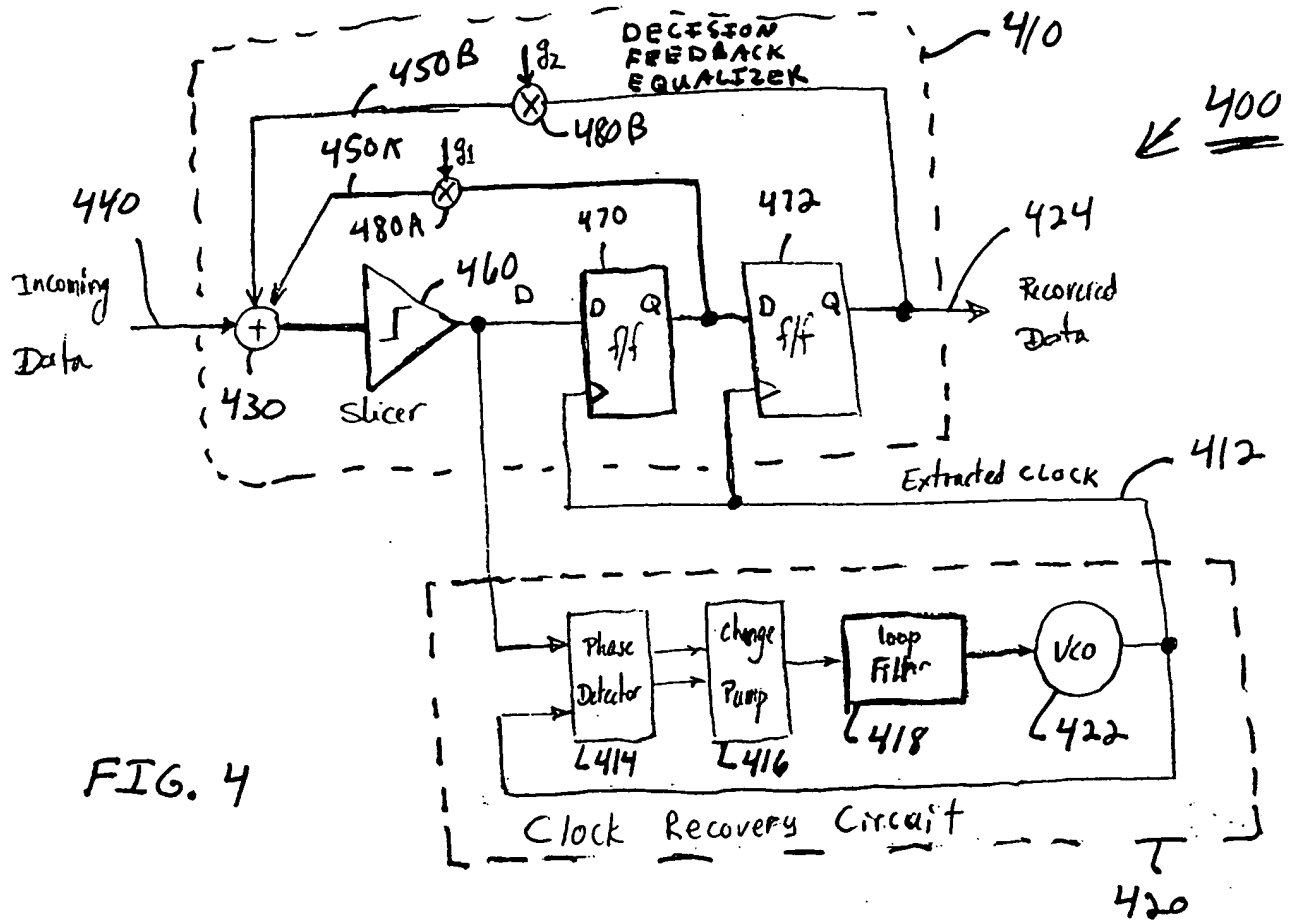 DECISION
FEEDBACK
EQUALIZER
410
400
450B
g2
480B
450A
g1
480A
440
Incoming
Data
430
460
Slicer
D
470
D Q
f/f
472
D Q
f/f
424
Recovered
Data
Extracted CLOCK
412
Phase
Detector
414
Charge
Pump
416
Loop
Filter
418
VCO
422
Clock Recovery Circuit
420
FIG. 4